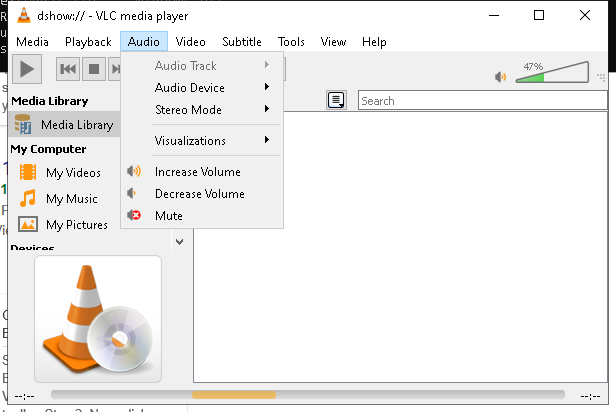 dshow:// - VLC media player
Media Playback Audio Video Subtitle Tools View Help
Audio Track
Audio Device
Stereo Mode
Visualizations
Increase Volume
Decrease Volume
Mute
47%
Search
Media Library
Media Library
My Computer
My Videos
My Music
My Pictures
Devices
--:-- --:--